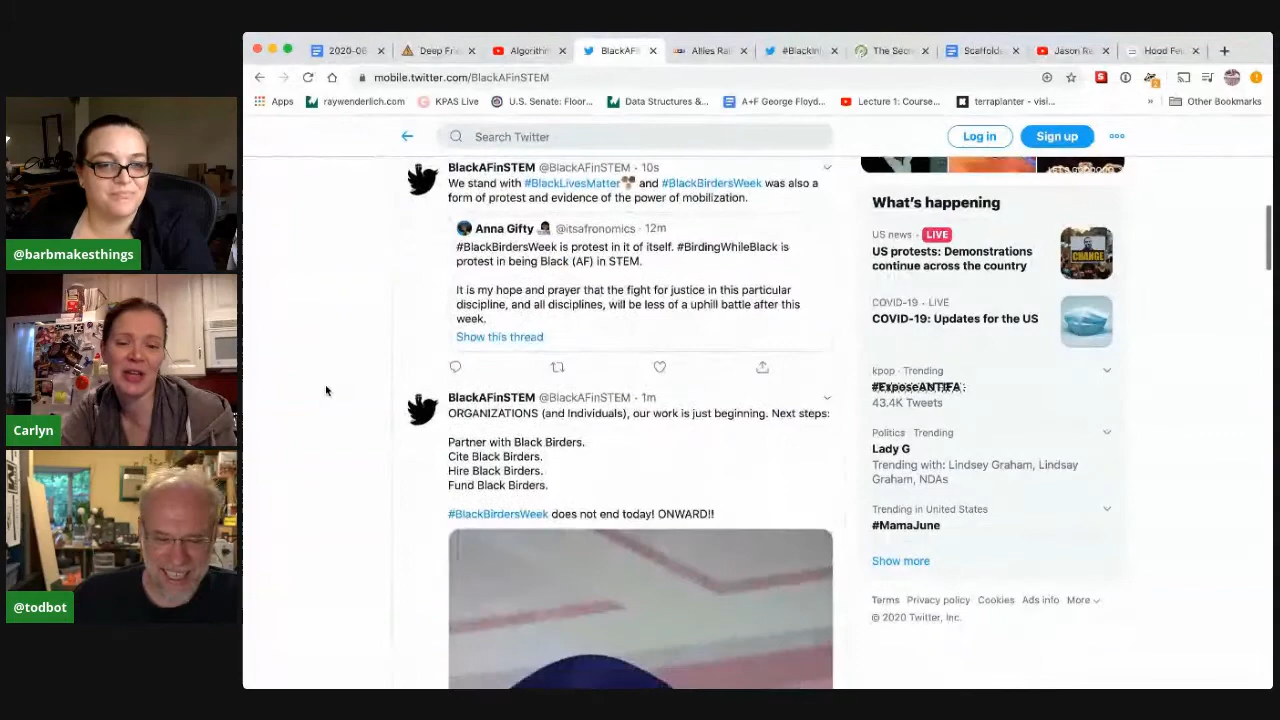 2020-06
Deep Fri
Algorithm
BlackAFi
Allies Ra
#BlackIn
The Secr
Scaffold
Jason Re
Hood Fe
mobile.twitter.com/BlackAFinSTEM
Apps
raywenderlich.com
KPAS Live
U.S. Senate: Floor...
Data Structures &...
A+F George Floyd...
Lecture 1: Course...
terraplanter - visi...
»
Other Bookmarks
Search Twitter
Log in
Sign up
BlackAFinSTEM @BlackAFinSTEM · 10s
We stand with #BlackLivesMatter and #BlackBirdersWeek was also a
form of protest and evidence of the power of mobilization.
Anna Gifty @itsafronomics · 12m
#BlackBirdersWeek is protest in it of itself. #BirdingWhileBlack is
protest in being Black (AF) in STEM.
It is my hope and prayer that the fight for justice in this particular
discipline, and all disciplines, will be less of a uphill battle after this
week.
Show this thread
BlackAFinSTEM @BlackAFinSTEM · 1m
ORGANIZATIONS (and Individuals), our work is just beginning. Next steps:
Partner with Black Birders.
Cite Black Birders.
Hire Black Birders.
Fund Black Birders.
#BlackBirdersWeek does not end today! ONWARD!!
What's happening
US news · LIVE
US protests: Demonstrations
continue across the country
CHANGE
COVID-19 · LIVE
COVID-19: Updates for the US
kpop · Trending
#ExposeANTIFA
43.4K Tweets
Politics · Trending
Lady G
Trending with: Lindsey Graham, Lindsay
Graham, NDAs
Trending in United States
#MamaJune
Show more
Terms Privacy policy Cookies Ads info More
© 2020 Twitter, Inc.
@barbmakesthings
Carlyn
@todbot